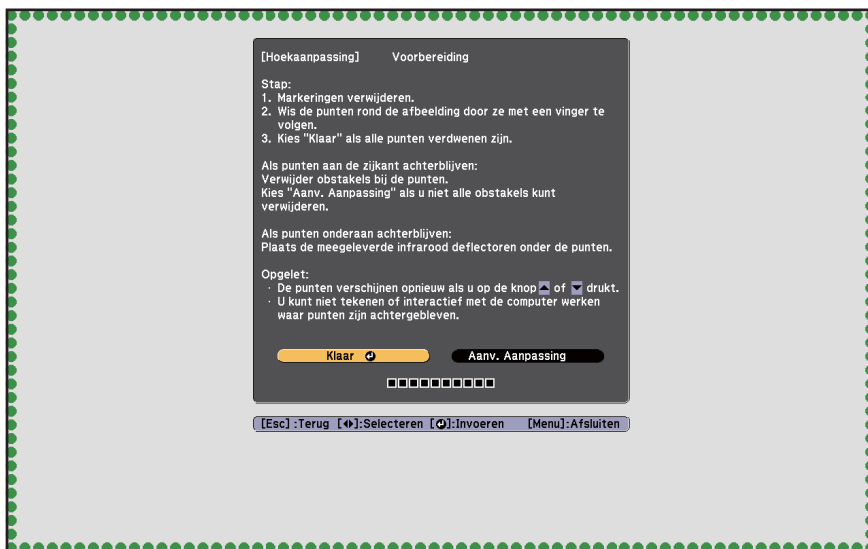 [Hoekaanpassing] Voorbereiding
Stap:
1. Markeringen verwijderen.
2. Wis de punten rond de afbeelding door ze met een vinger te
volgen.
3. Kies "Klaar" als alle punten verdwenen zijn.
Als punten aan de zijkant achterblijven:
Verwijder obstakels bij de punten.
Kies "Aanv. Aanpassing" als u niet alle obstakels kunt
verwijderen.
Als punten onderaan achterblijven:
Plaats de meegeleverde infrarood deflectoren onder de punten.
Opgelet:
· De punten verschijnen opnieuw als u op de knop ▲ of ▼ drukt.
· U kunt niet tekenen of interactief met de computer werken
waar punten zijn achtergebleven.
Klaar Aanv. Aanpassing
[Esc] :Terug [◆]:Selecteren [↵]:Invoeren [Menu]:Afsluiten